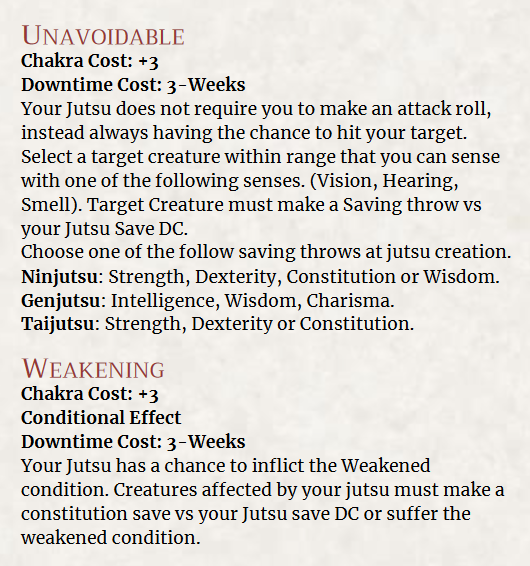 UNAVOIDABLE
Chakra Cost: +3
Downtime Cost: 3-Weeks
Your Jutsu does not require you to make an attack roll,
instead always having the chance to hit your target.
Select a target creature within range that you can sense
with one of the following senses. (Vision, Hearing,
Smell). Target Creature must make a Saving throw vs
your Jutsu Save DC.
Choose one of the follow saving throws at jutsu creation.
Ninjutsu: Strength, Dexterity, Constitution or Wisdom.
Genjutsu: Intelligence, Wisdom, Charisma.
Taijutsu: Strength, Dexterity or Constitution.
WEAKENING
Chakra Cost: +3
Conditional Effect
Downtime Cost: 3-Weeks
Your Jutsu has a chance to inflict the Weakened
condition. Creatures affected by your jutsu must make a
constitution save vs your Jutsu save DC or suffer the
weakened condition.